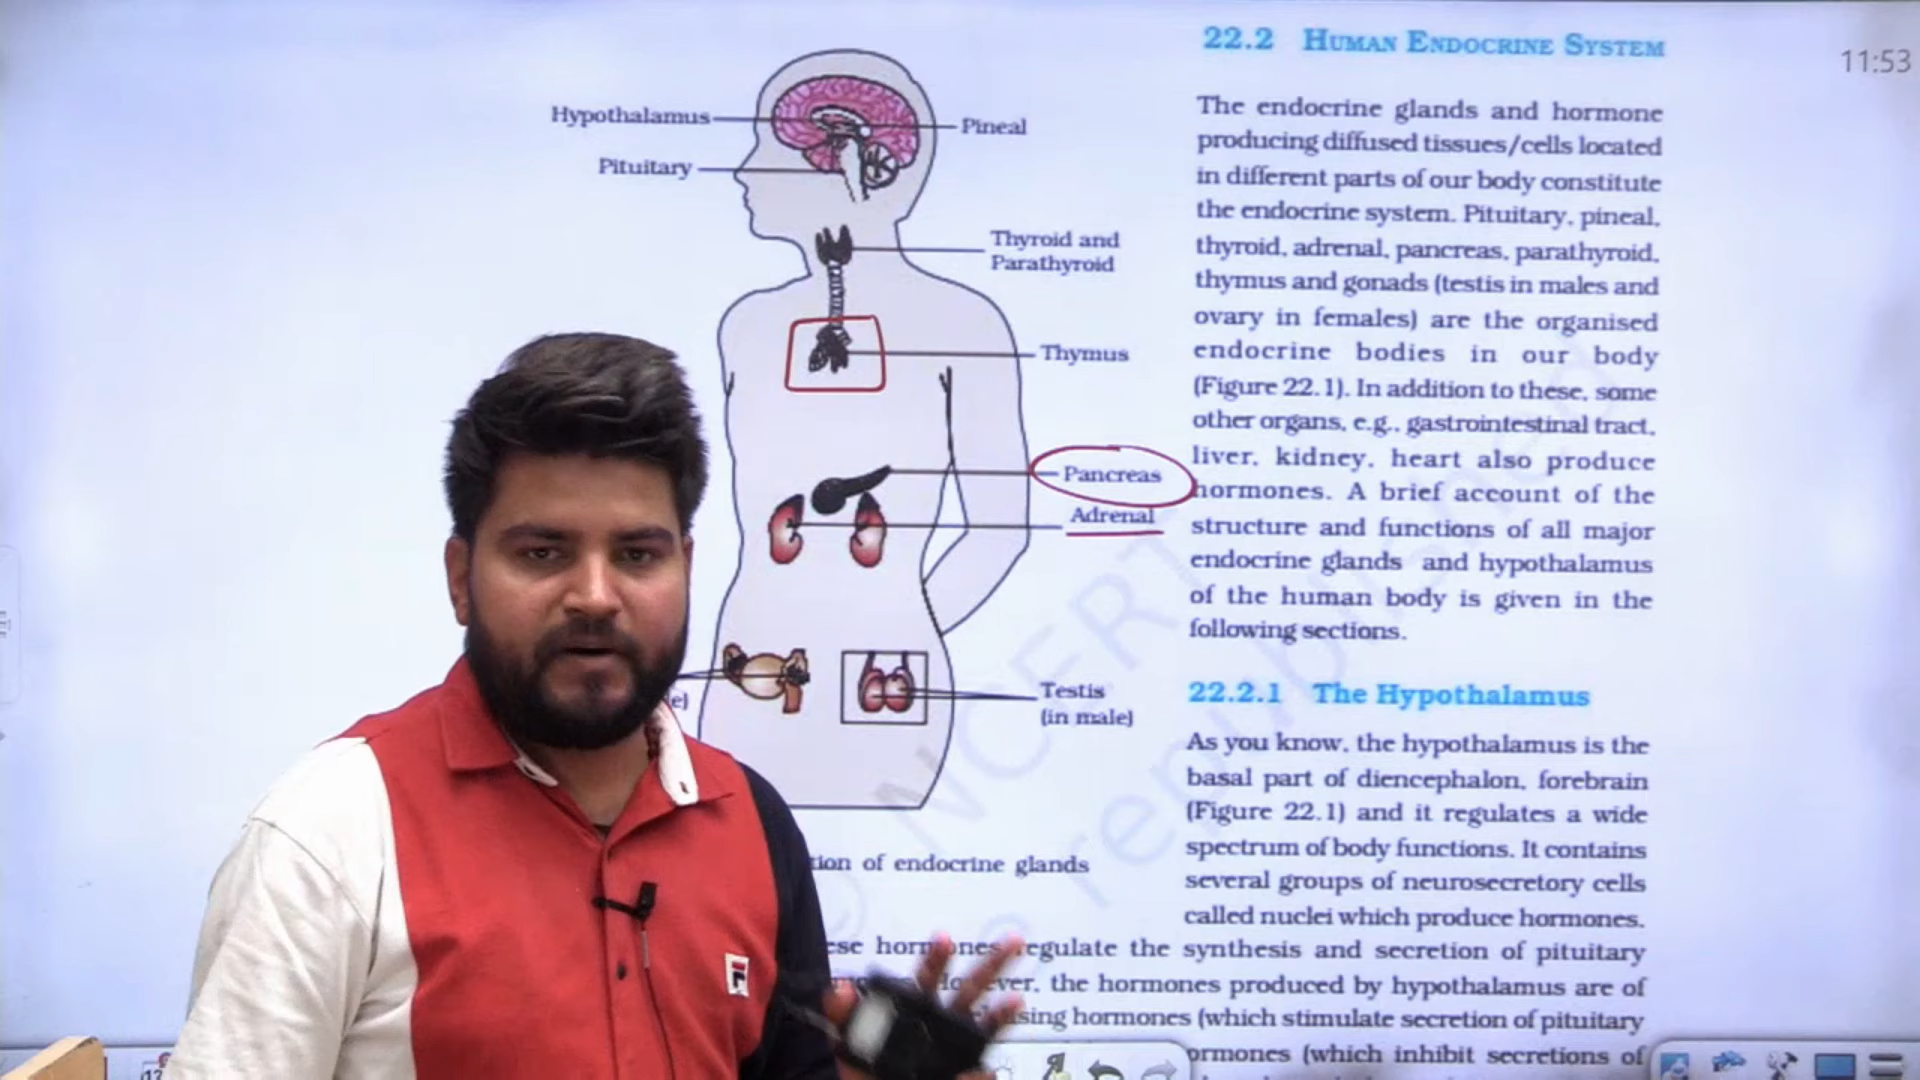 22.2 HUMAN ENDOCRINE SYSTEM
11:53
Hypothalamus
Pineal
Pituitary
Thyroid and
Parathyroid
Thymus
Pancreas
Adrenal
Testis
(in male)
e)
tion of endocrine glands
The endocrine glands and hormone
producing diffused tissues/cells located
in different parts of our body constitute
the endocrine system. Pituitary, pineal,
thyroid, adrenal, pancreas, parathyroid,
thymus and gonads (testis in males and
ovary in females) are the organised
endocrine bodies in our body
(Figure 22.1). In addition to these, some
other organs, e.g., gastrointestinal tract,
liver, kidney, heart also produce
hormones. A brief account of the
structure and functions of all major
endocrine glands and hypothalamus
of the human body is given in the
following sections.
22.2.1 The Hypothalamus
As you know, the hypothalamus is the
basal part of diencephalon, forebrain
(Figure 22.1) and it regulates a wide
spectrum of body functions. It contains
several groups of neurosecretory cells
called nuclei which produce hormones.
ese hormones regulate the synthesis and secretion of pituitary
However, the hormones produced by hypothalamus are of
sing hormones (which stimulate secretion of pituitary
ormones (which inhibit secretions of
© NCERT
be republished
F